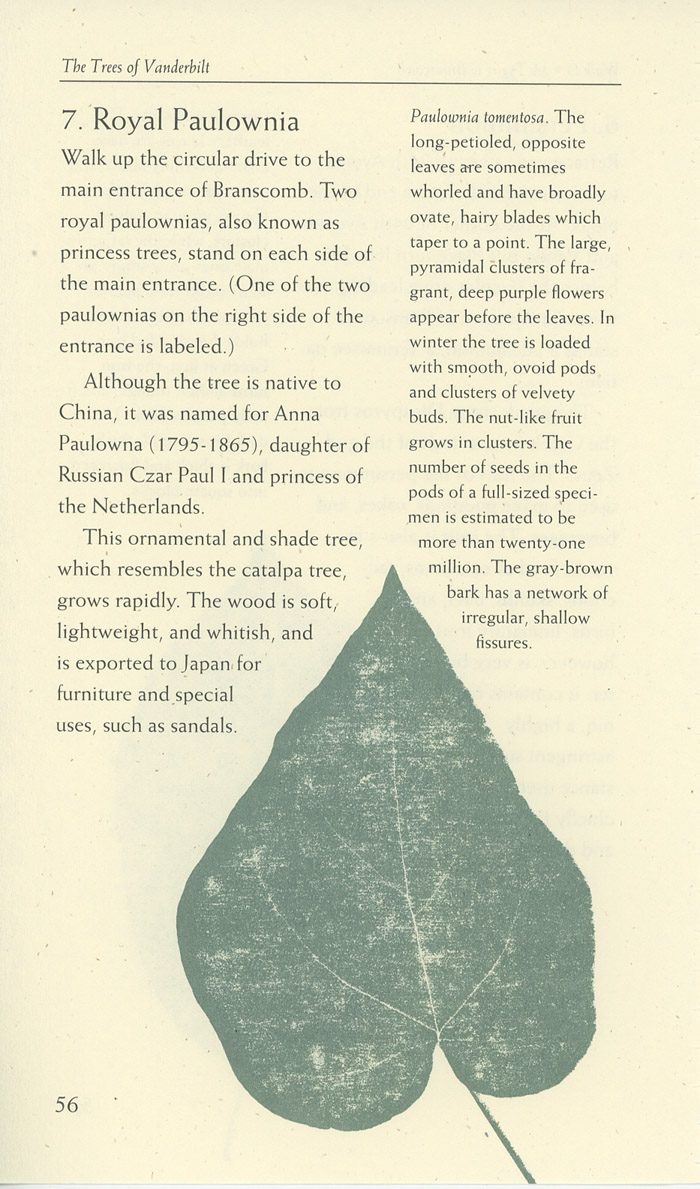 The Trees of Vanderbilt
7. Royal Paulownia
Walk up the circular drive to the
main entrance of Branscomb. Two
royal paulownias, also known as
princess trees, stand on each side of
the main entrance. (One of the two
paulownias on the right side of the
entrance is labeled.)
Although the tree is native to
China, it was named for Anna
Paulowna (1795-1865), daughter of
Russian Czar Paul I and princess of
the Netherlands.
This ornamental and shade tree,
which resembles the catalpa tree,
grows rapidly. The wood is soft,
lightweight, and whitish, and
is exported to Japan for
furniture and special
uses, such as sandals.
Paulownia tomentosa. The
long-petioled, opposite
leaves are sometimes
whorled and have broadly
ovate, hairy blades which
taper to a point. The large,
pyramidal clusters of fra-
grant, deep purple flowers
appear before the leaves. In
winter the tree is loaded
with smooth, ovoid pods
and clusters of velvety
buds. The nut-like fruit
grows in clusters. The
number of seeds in the
pods of a full-sized speci-
men is estimated to be
more than twenty-one
million. The gray-brown
bark has a network of
irregular, shallow
fissures.
56